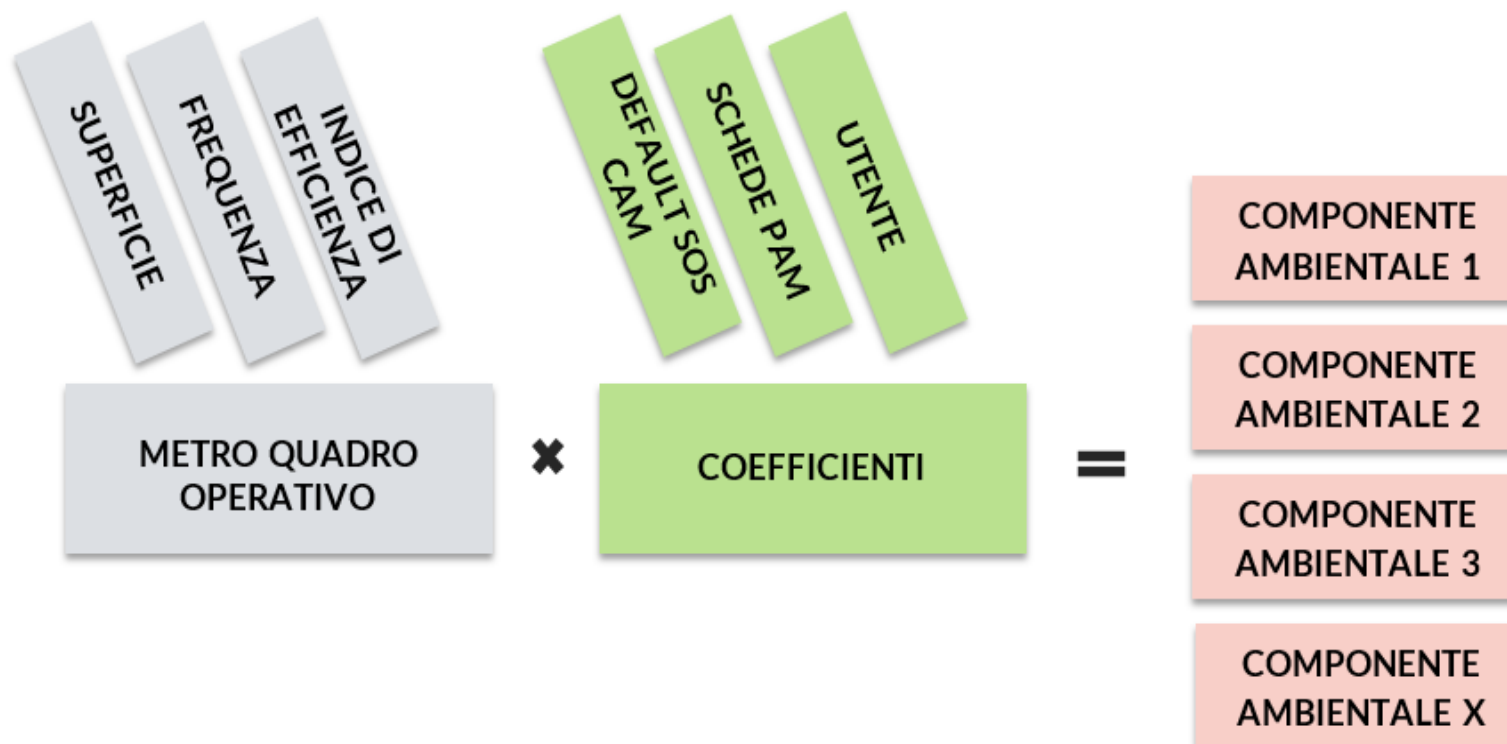 SUPERFICIE
FREQUENZA
INDICE DI
EFFICIENZA
DEFAULT SOS
CAM
SCHEDE PAM
UTENTE
METRO QUADRO
OPERATIVO
✖
COEFFICIENTI
=
COMPONENTE
AMBIENTALE 1
COMPONENTE
AMBIENTALE 2
COMPONENTE
AMBIENTALE 3
COMPONENTE
AMBIENTALE X